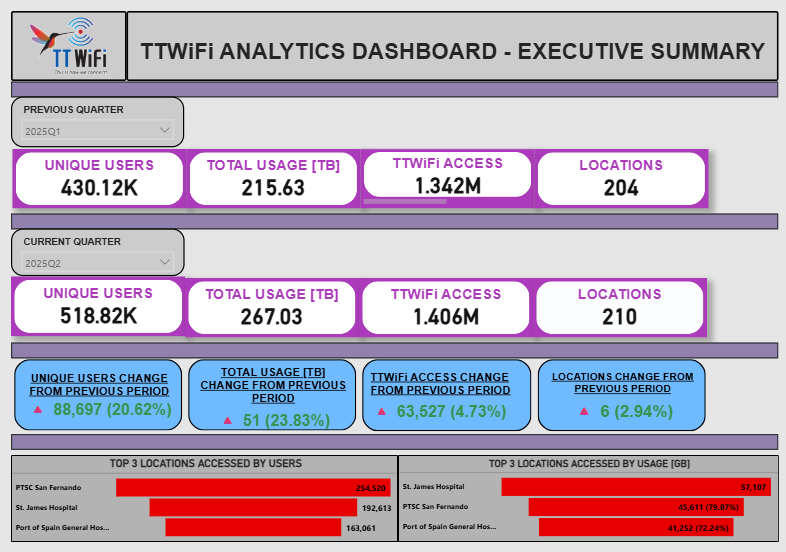 TTWiFi
This is how we connect!
TTWiFi ANALYTICS DASHBOARD - EXECUTIVE SUMMARY
PREVIOUS QUARTER
2025Q1
UNIQUE USERS
430.12K
TOTAL USAGE [TB]
215.63
TTWiFi ACCESS
1.342M
LOCATIONS
204
CURRENT QUARTER
2025Q2
UNIQUE USERS
518.82K
TOTAL USAGE [TB]
267.03
TTWiFi ACCESS
1.406M
LOCATIONS
210
UNIQUE USERS CHANGE
FROM PREVIOUS PERIOD
88,697 (20.62%)
TOTAL USAGE [TB]
CHANGE FROM PREVIOUS
PERIOD
51 (23.83%)
TTWiFi ACCESS CHANGE
FROM PREVIOUS PERIOD
63,527 (4.73%)
LOCATIONS CHANGE FROM
PREVIOUS PERIOD
6 (2.94%)
TOP 3 LOCATIONS ACCESSED BY USERS
PTSC San Fernando 254,520
St. James Hospital 192,613
Port of Spain General Hos... 163,061
TOP 3 LOCATIONS ACCESSED BY USAGE [GB]
St. James Hospital 57,107
PTSC San Fernando 45,611 (79.87%)
Port of Spain General Hos... 41,252 (72.24%)